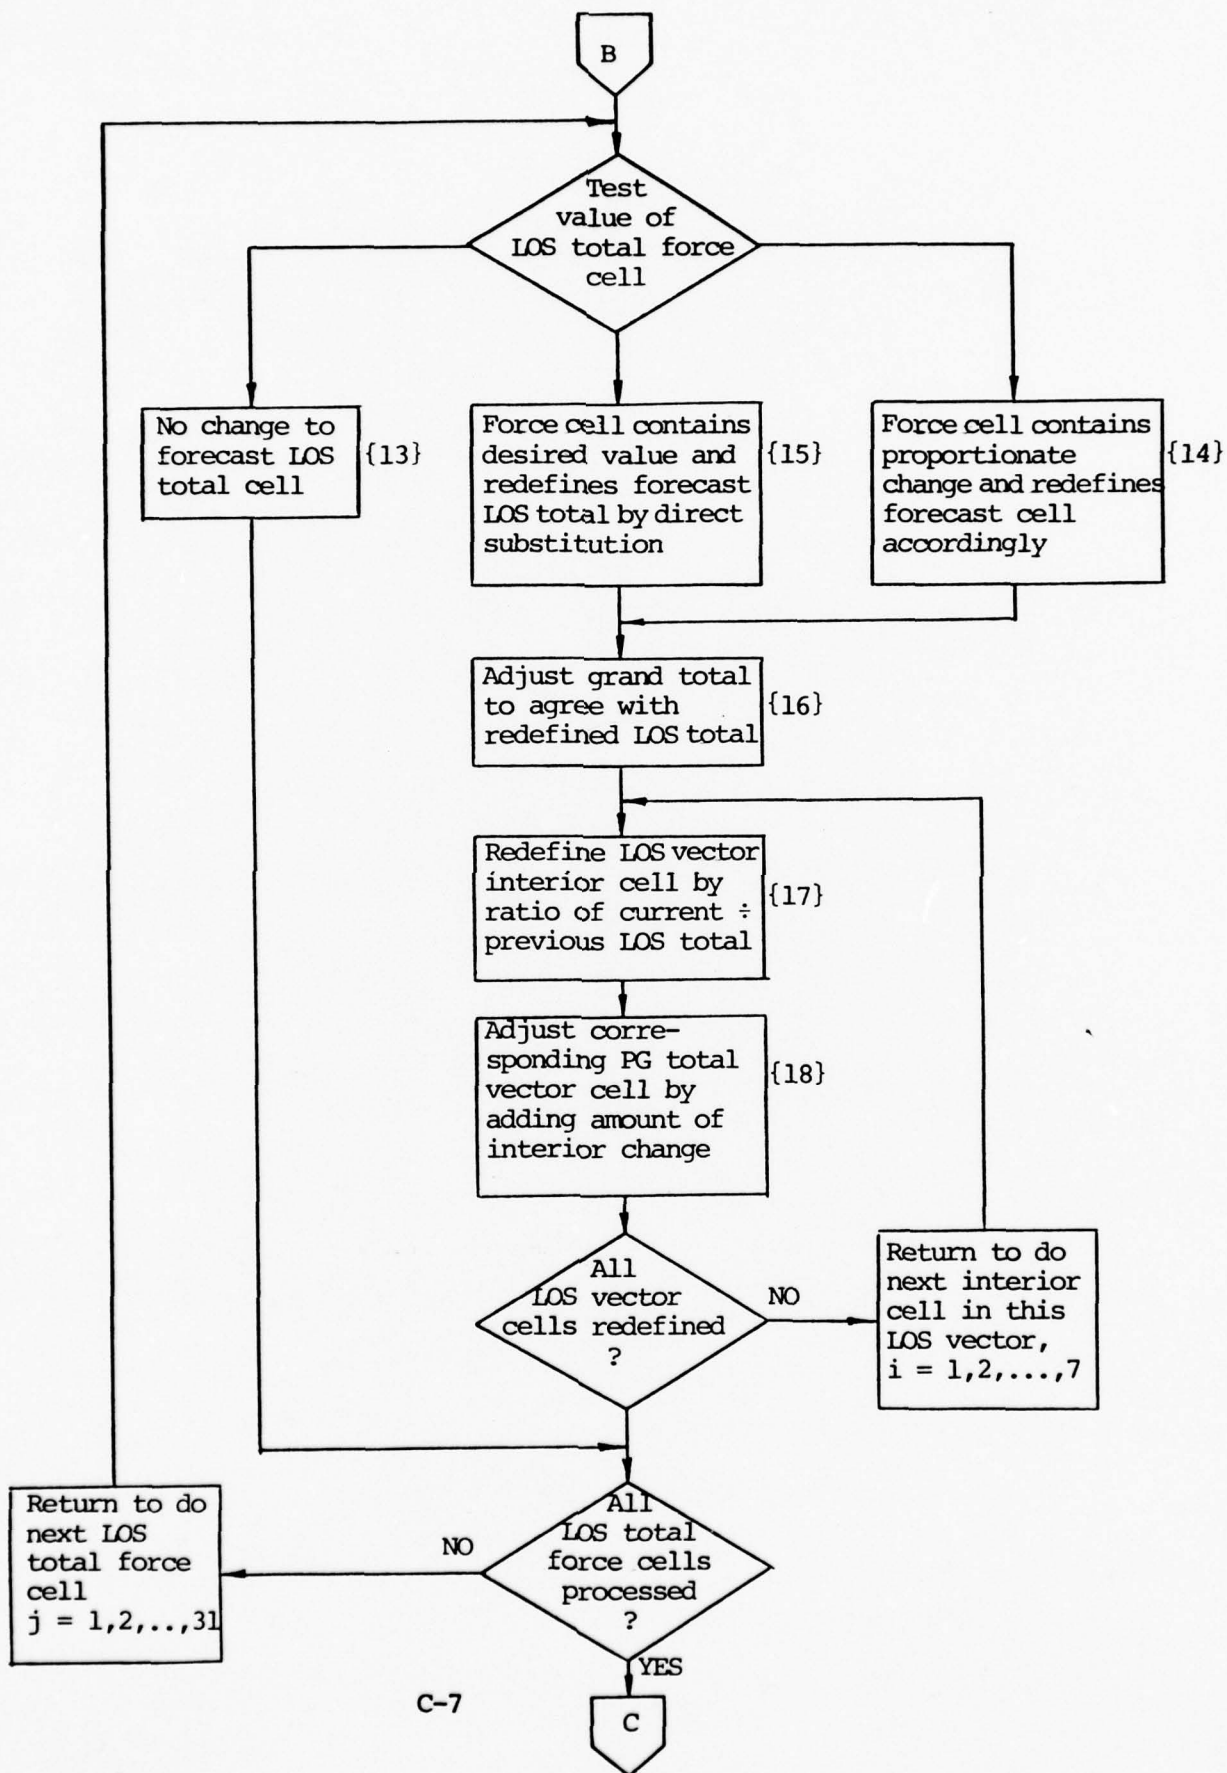 B
Test
value of
LOS total force
cell
No change to
forecast LOS
total cell
{13}
Force cell contains
desired value and
redefines forecast
LOS total by direct
substitution
{15}
Force cell contains
proportionate
change and redefines
forecast cell
accordingly
{14}
Adjust grand total
to agree with
redefined LOS total
{16}
Redefine LOS vector
interior cell by
ratio of current ÷
previous LOS total
{17}
Adjust corre-
sponding PG total
vector cell by
adding amount of
interior change
{18}
All
LOS vector
cells redefined
?
NO
Return to do
next interior
cell in this
LOS vector,
i = 1,2,...,7
All
LOS total
force cells
processed
?
NO
Return to do
next LOS
total force
cell
j = 1,2,..,31
YES
C-7
C